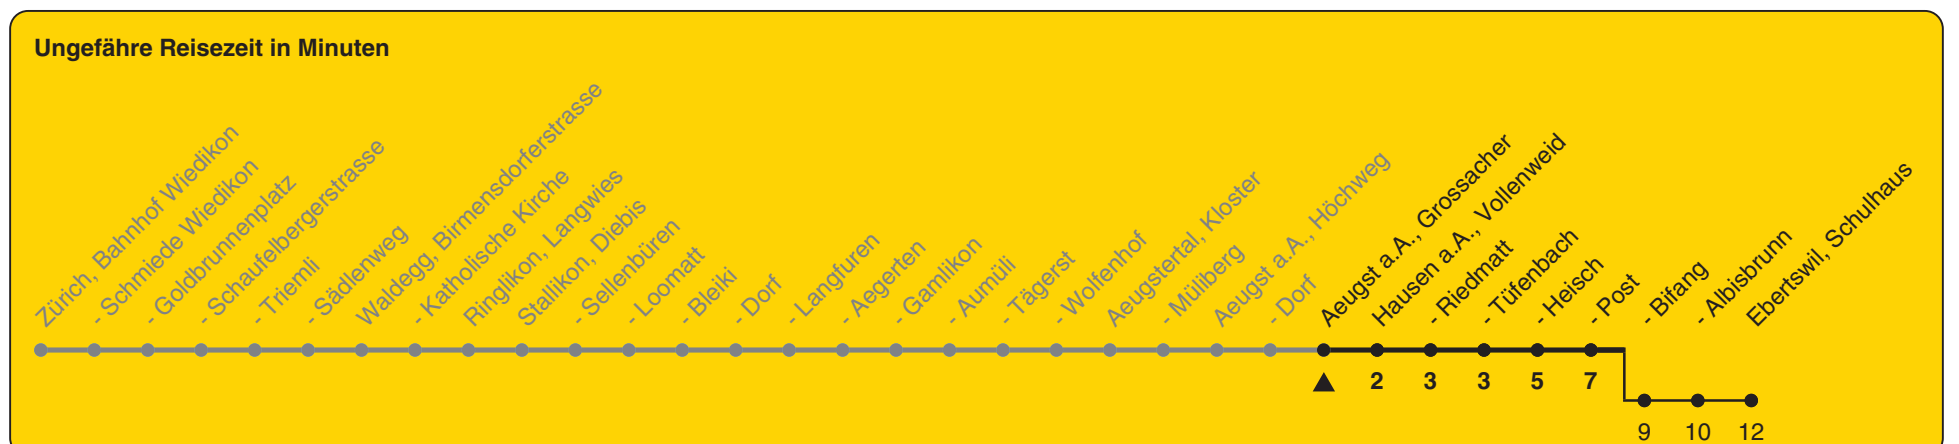 Ungefähre Reisezeit in Minuten
Zürich, Bahnhof Wiedikon
- Schmiede Wiedikon
- Goldbrunnenplatz
- Schaufelbergerstrasse
- Triemli
- Sädlenweg
Waldegg, Birmensdorferstrasse
- Katholische Kirche
Ringlikon, Langwies
Stallikon, Diebis
- Sellenbüren
- Loomatt
- Bleiki
- Dorf
- Langfuren
- Aegerten
- Gamlikon
- Aumüli
- Tägerst
- Wolfenhof
Aeugstertal, Kloster
- Müliberg
Aeugst a.A., Höchweg
- Dorf
Aeugst a.A., Grossacher
Hausen a.A., Vollenweid
- Riedmatt
- Tüfenbach
- Heisch
- Post
- Bifang
- Albisbrunn
Ebertswil, Schulhaus
2 3 3 5 7
9 10 12